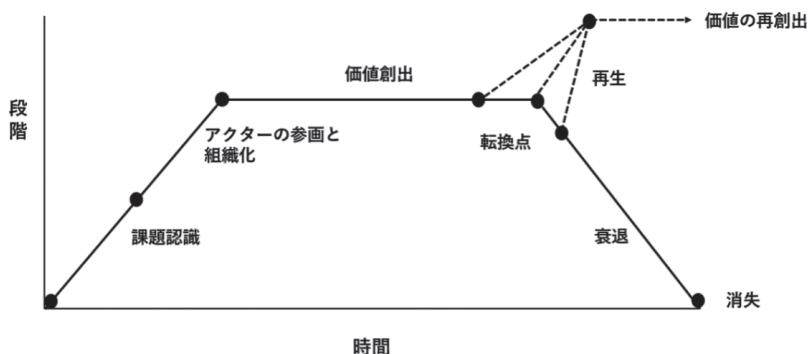 価値の再創出
価値創出
再生
段階
アクターの参画と
組織化
転換点
課題認識
衰退
消失
時間